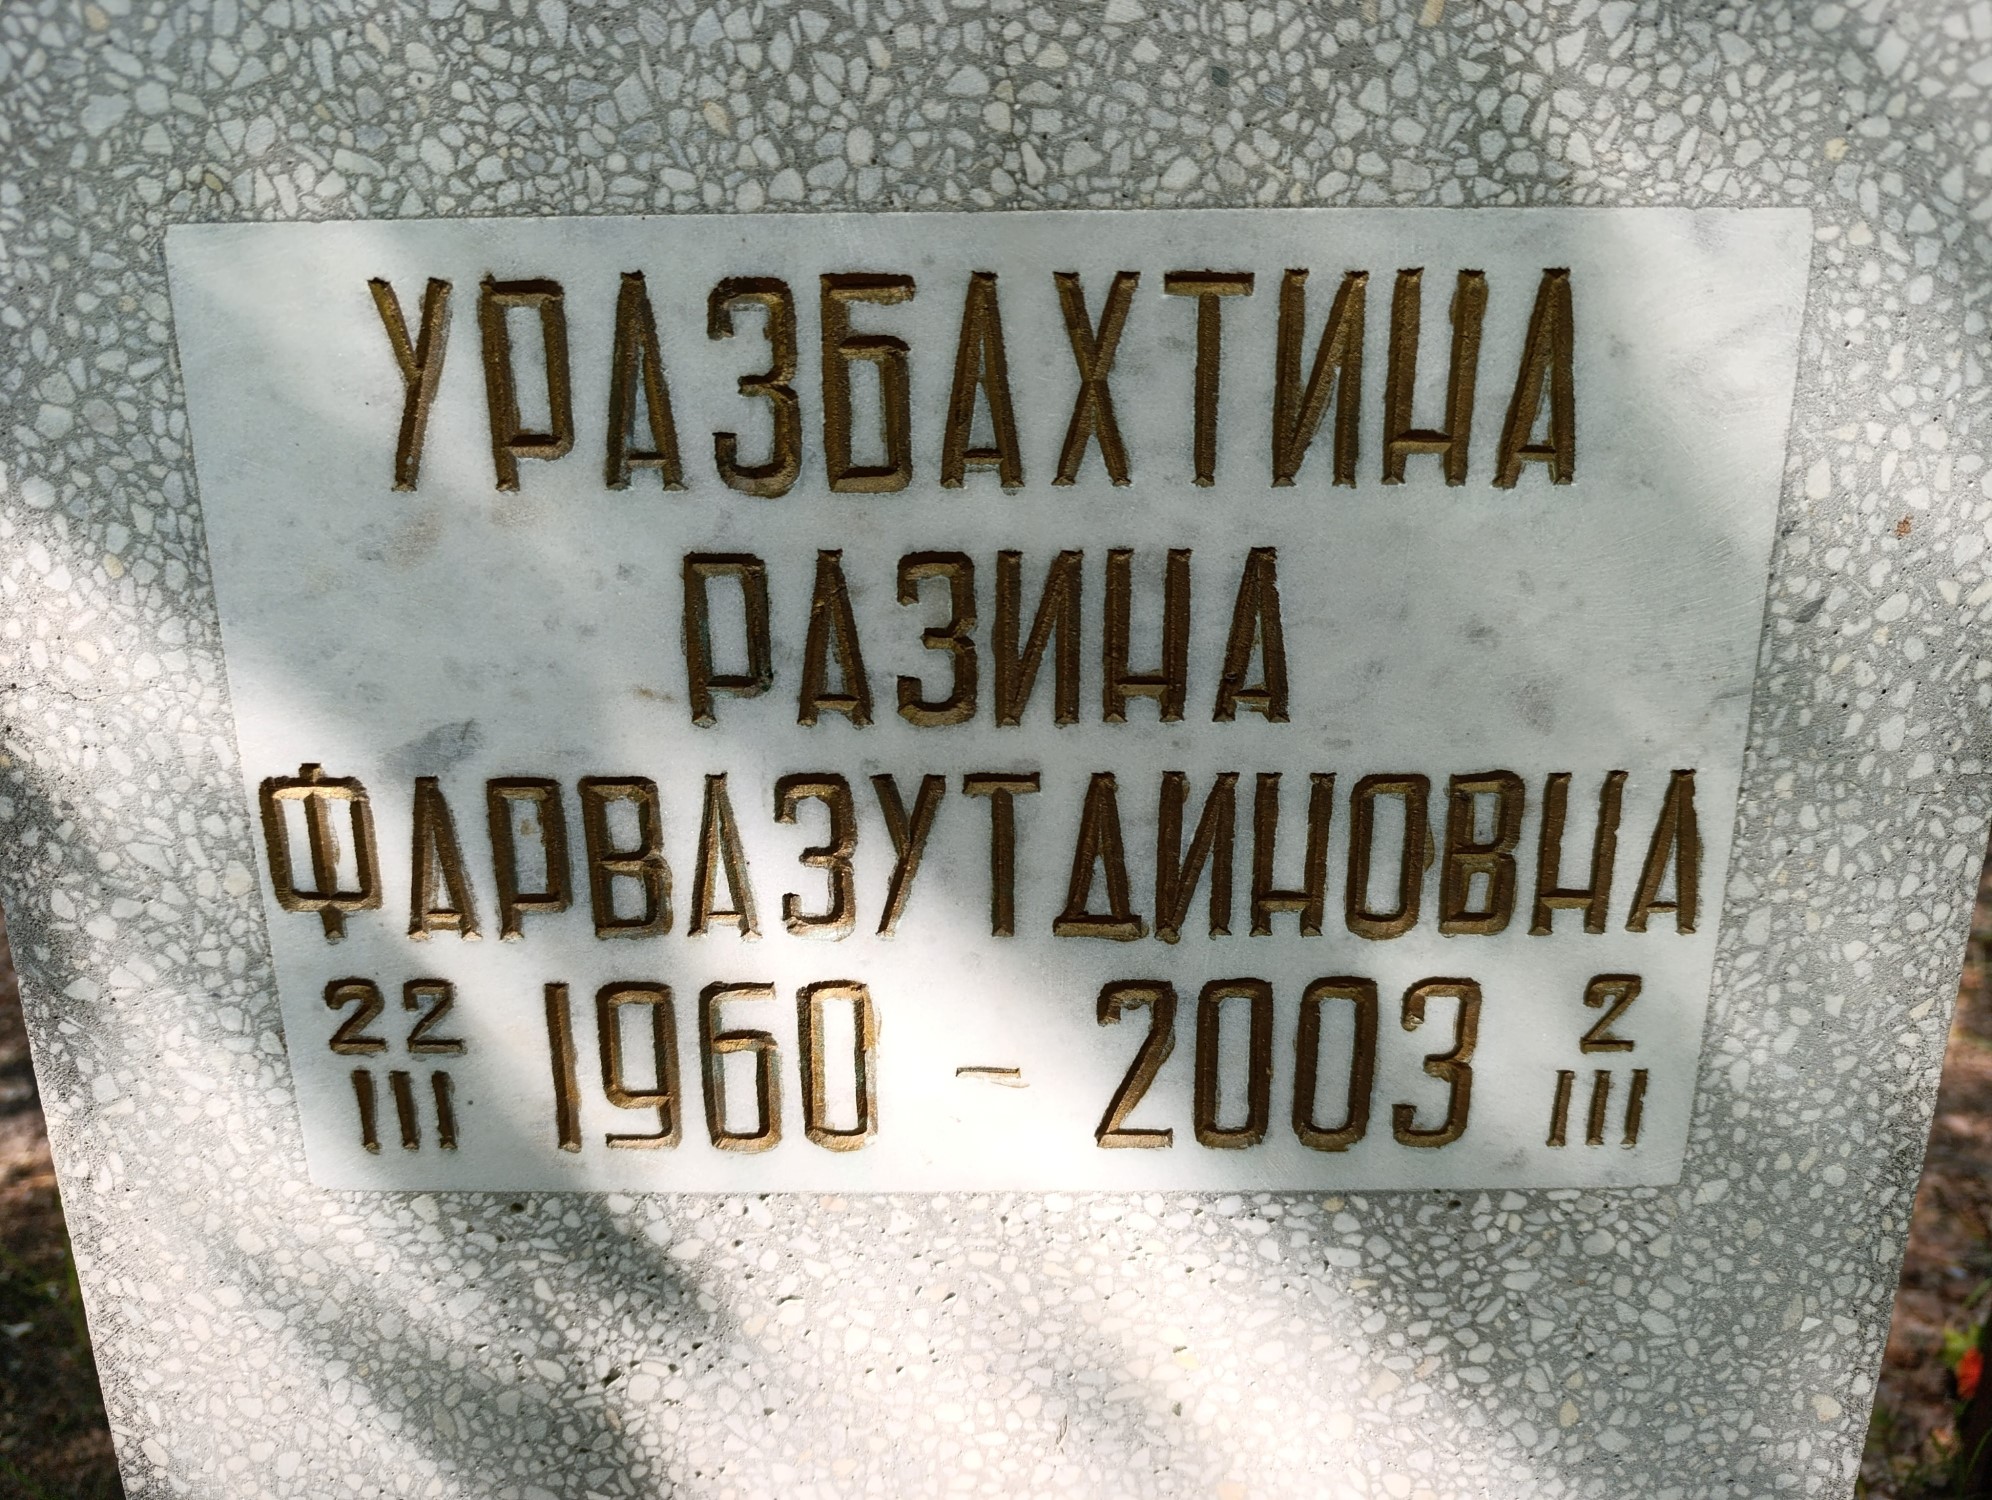 УРАЗБАХТИНА
РАЗИНА
ФАРВАЗУТДИНОВНА
22 III 1960 – 2003 2 III